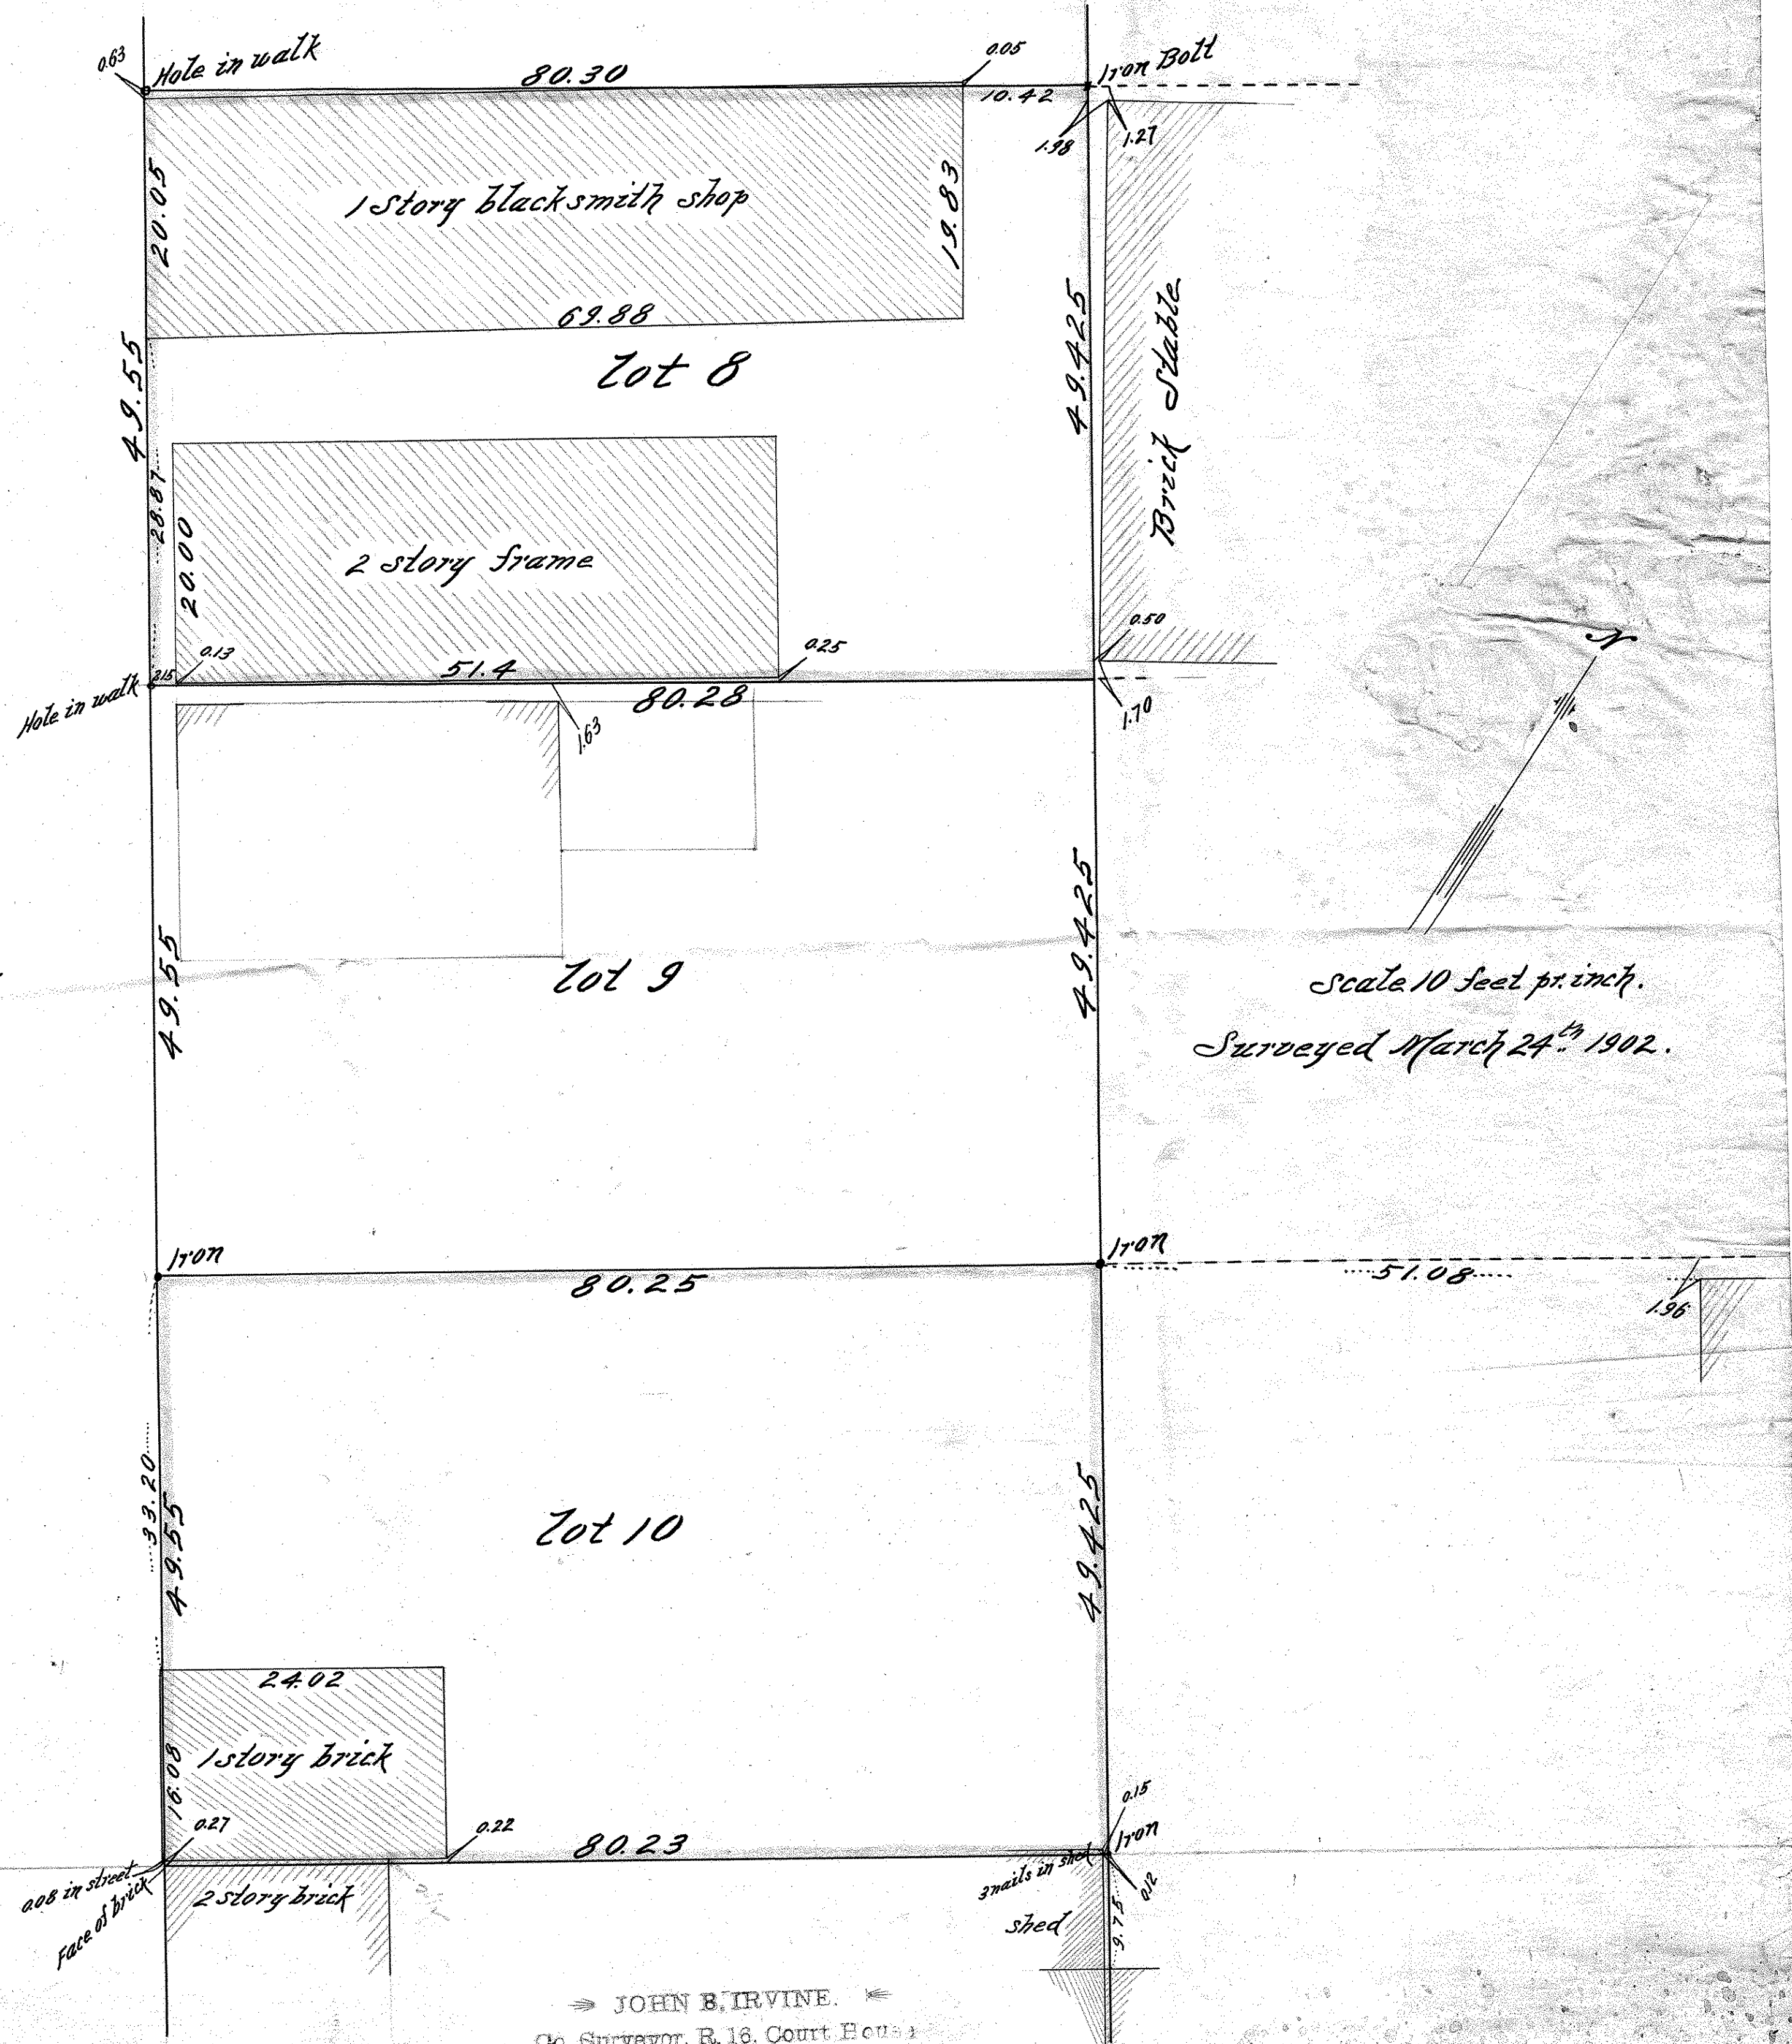 0.63
Hole in walk
80.30
0.05
Iron Bolt
10.42
1.98
1.27
20.05
1 Story blacksmith shop
19.83
69.88
49.55
lot 8
49.425
Brick Stable
28.87
20.00
2 story frame
0.13
51.4
0.25
0.50
Hole in walk
2.15
80.28
1.63
1.70
N
49.55
lot 9
49.425
Scale 10 feet pr. inch.
Surveyed March 24th 1902.
Iron
80.25
Iron
51.08
1.96
33.20
49.55
lot 10
49.425
24.02
1 story brick
16.08
0.27
0.22
80.23
0.15
Iron
0.08 in street
Face of brick
2 story brick
3 nails in shed
0.12
shed
9.75
JOHN B. IRVINE.
Co. Surveyor, R. 16, Court House